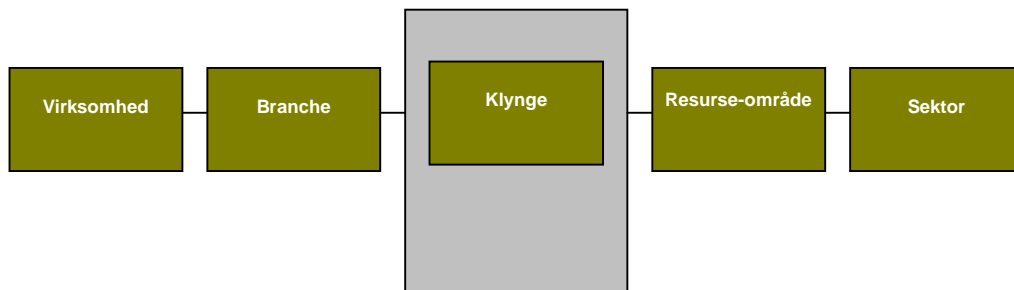 Virksomhed
Branche
Klynge
Resurse-område
Sektor